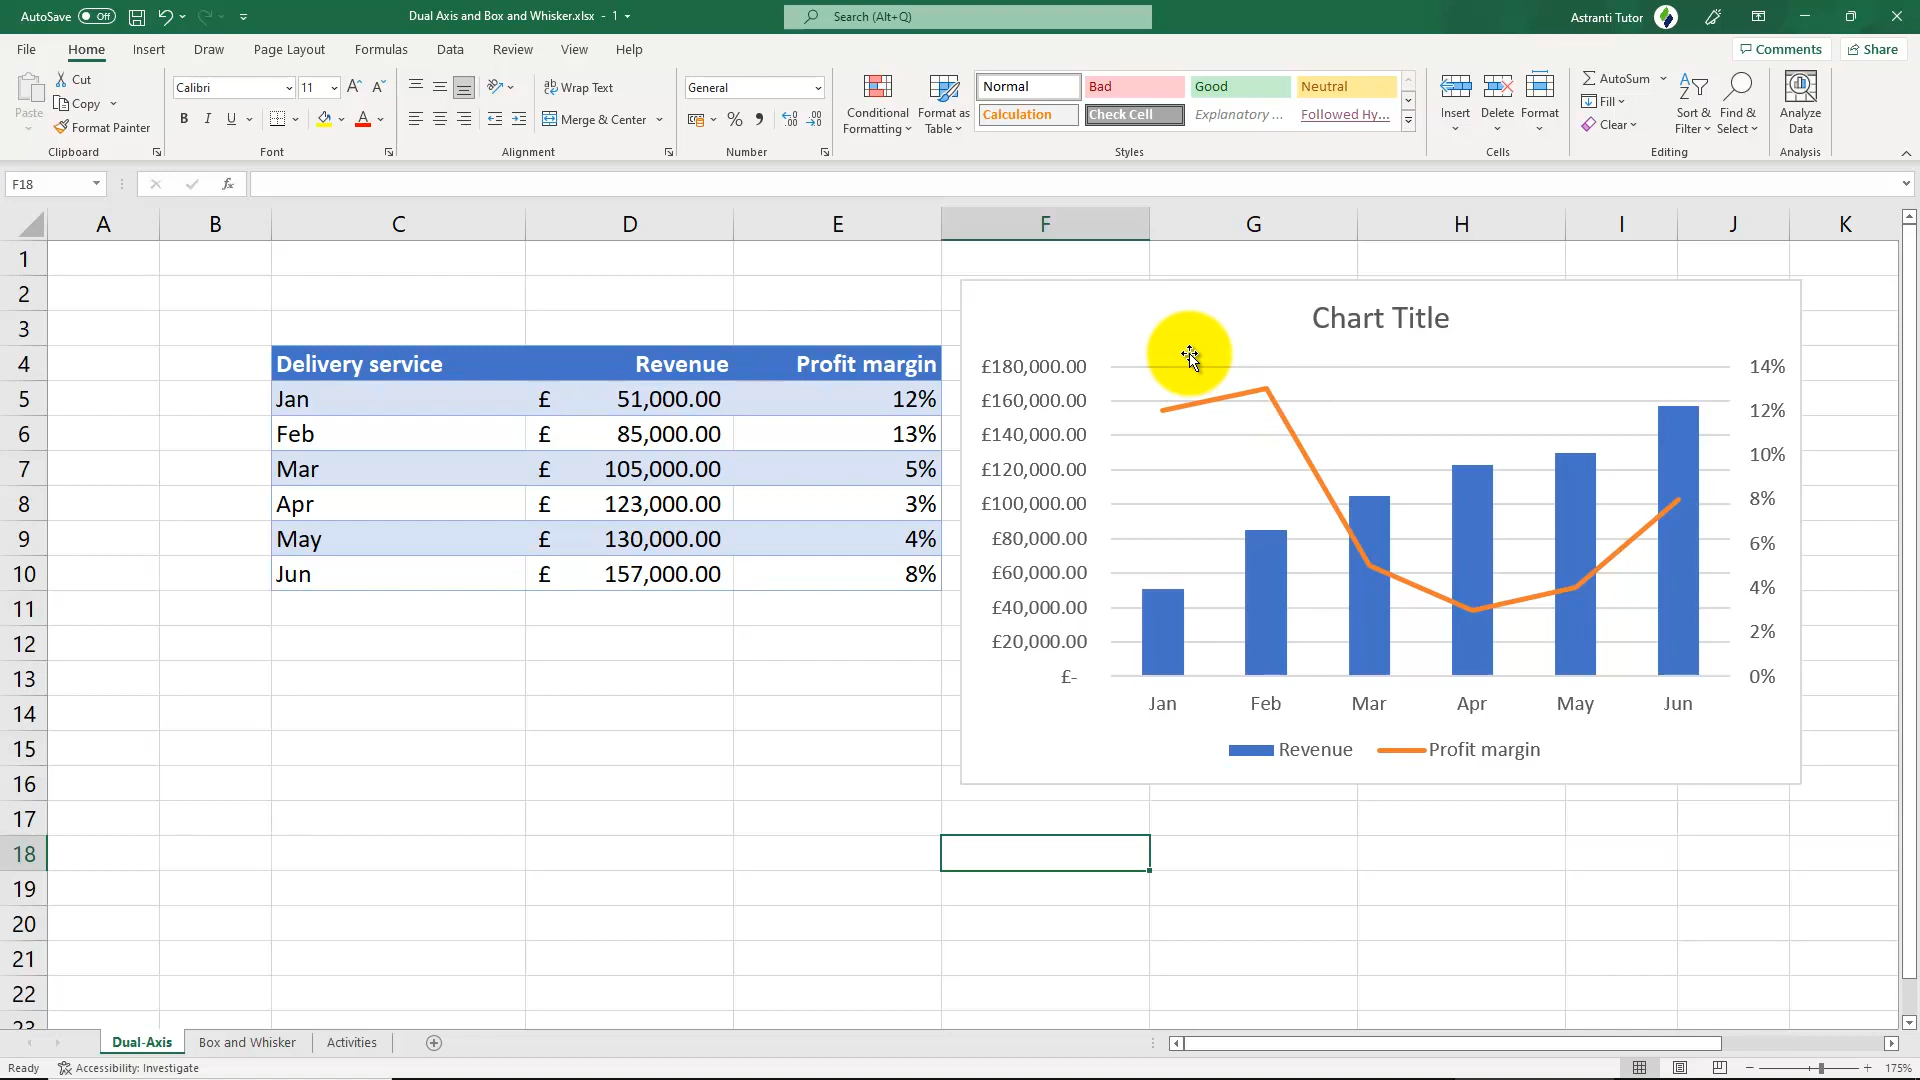 AutoSave Off Dual Axis and Box and Whisker.xlsx - 1 Search (Alt+Q) Astranti Tutor
File Home Insert Draw Page Layout Formulas Data Review View Help Comments Share
Paste Cut Copy Format Painter Clipboard
Calibri 11 A A B I U A Font
Wrap Text Merge & Center Alignment
General % Number
Conditional Formatting Format as Table
Normal Bad Good Neutral
Calculation Check Cell Explanatory ... Followed Hy...
Styles
Insert Delete Format Cells
AutoSum Fill Clear Sort & Filter Find & Select Editing
Analyze Data Analysis
F18 fx
A B C D E F G H I J K
1
2
3
4 Delivery service Revenue Profit margin
5 Jan £ 51,000.00 12%
6 Feb £ 85,000.00 13%
7 Mar £ 105,000.00 5%
8 Apr £ 123,000.00 3%
9 May £ 130,000.00 4%
10 Jun £ 157,000.00 8%
11
12
13
14
15
16
17
18
19
20
21
22
23
Chart Title
£180,000.00 14%
£160,000.00 12%
£140,000.00
£120,000.00 10%
£100,000.00 8%
£80,000.00 6%
£60,000.00
£40,000.00 4%
£20,000.00 2%
£- 0%
Jan Feb Mar Apr May Jun
Revenue Profit margin
Dual-Axis Box and Whisker Activities
Ready Accessibility: Investigate 175%